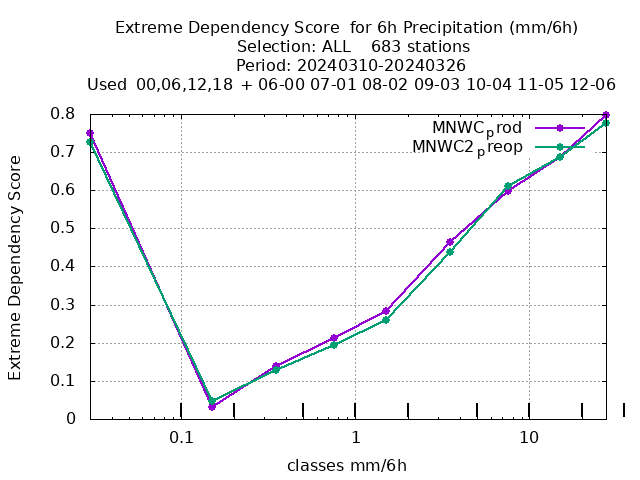 Extreme Dependency Score  for 6h Precipitation (mm/6h)
Selection: ALL    683 stations
Period: 20240310-20240326
Used  00,06,12,18  + 06-00 07-01 08-02 09-03 10-04 11-05 12-06
MNWCprod
MNWC2preop
0.8
0.7
0.6
0.5
0.4
0.3
0.2
0.1
0
Extreme Dependency Score
0.1 1 10
classes mm/6h